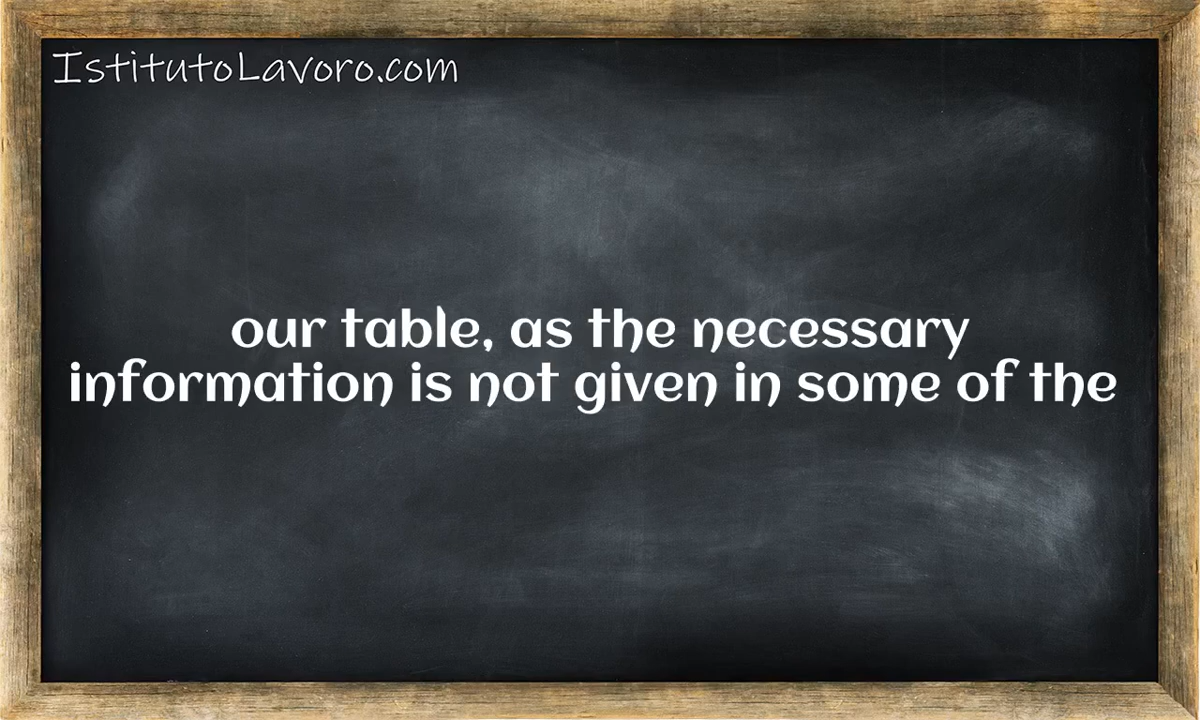 IstitutoLavoro.com
our table, as the necessary
information is not given in some of the